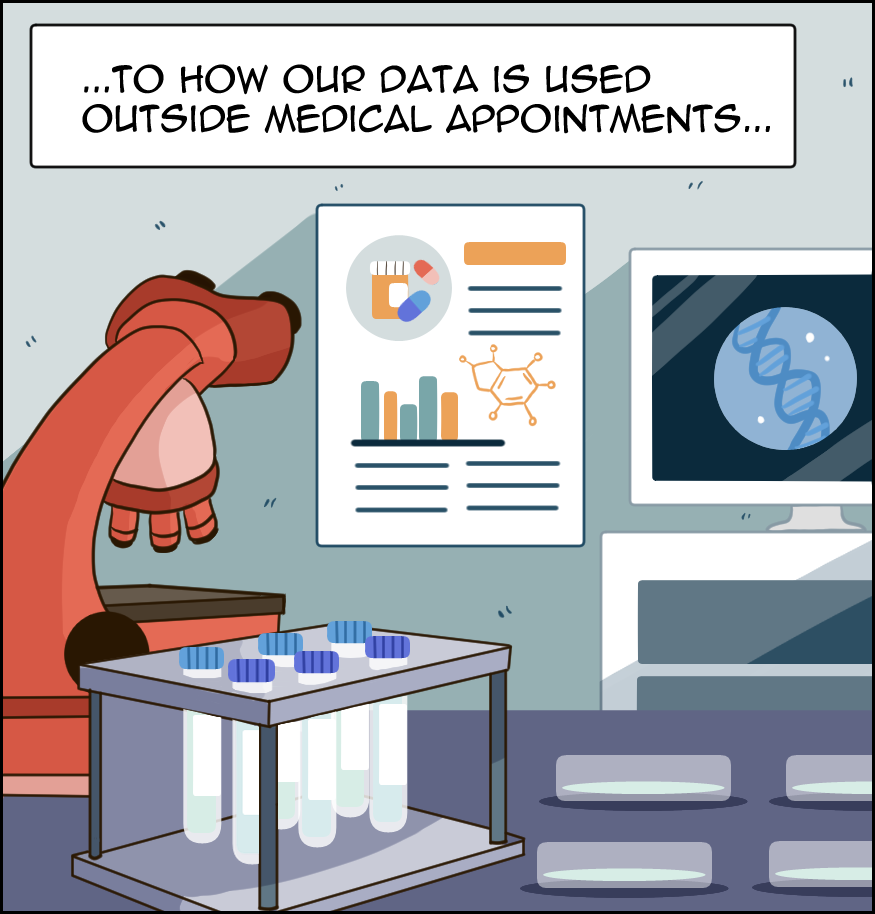 ...TO HOW OUR DATA IS USED
OUTSIDE MEDICAL APPOINTMENTS...